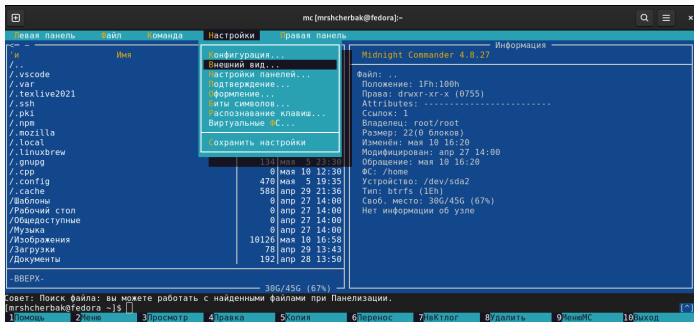 mc [mrshcherbak@fedora]:~
Левая панель Файл Команда Настройки Правая панель
Конфигурация...
Внешний вид...
Настройки панелей...
Подтверждение...
Оформление...
Биты символов...
Распознавание клавиш...
Виртуальные ФС...
Сохранить настройки
<─ ~
'и Имя
/..
/.vscode
/.var
/.texlive2021
/.ssh
/.pki
/.npm
/.mozilla
/.local
/.linuxbrew
/.gnupg 134 мая 5 23:30
/.cpp 0 мая 10 12:30
/.config 470 мая 5 19:35
/.cache 588 апр 29 21:36
/Шаблоны 0 апр 27 14:00
/Рабочий стол 0 апр 27 14:00
/Общедоступные 0 апр 27 14:00
/Музыка 0 апр 27 14:00
/Изображения 10126 мая 10 16:58
/Загрузки 78 апр 29 13:43
/Документы 192 апр 28 13:50
-ВВЕРХ-
30G/45G (67%)
Информация
Midnight Commander 4.8.27
Файл: ..
Положение: 1Fh:100h
Права: drwxr-xr-x (0755)
Attributes: ------------------------
Ссылок: 1
Владелец: root/root
Размер: 22(0 блоков)
Изменён: мая 10 16:20
Модифицирован: апр 27 14:00
Обращение: мая 10 16:20
ФС: /home
Устройство: /dev/sda2
Тип: btrfs (1Eh)
Своб. место: 30G/45G (67%)
Нет информации об узле
Совет: Поиск файла: вы можете работать с найденными файлами при Панелизации.
[mrshcherbak@fedora ~]$
[^]
1Помощь 2Меню 3Просмотр 4Правка 5Копия 6Перенос 7НвКтлог 8Удалить 9МенюMC 10Выход